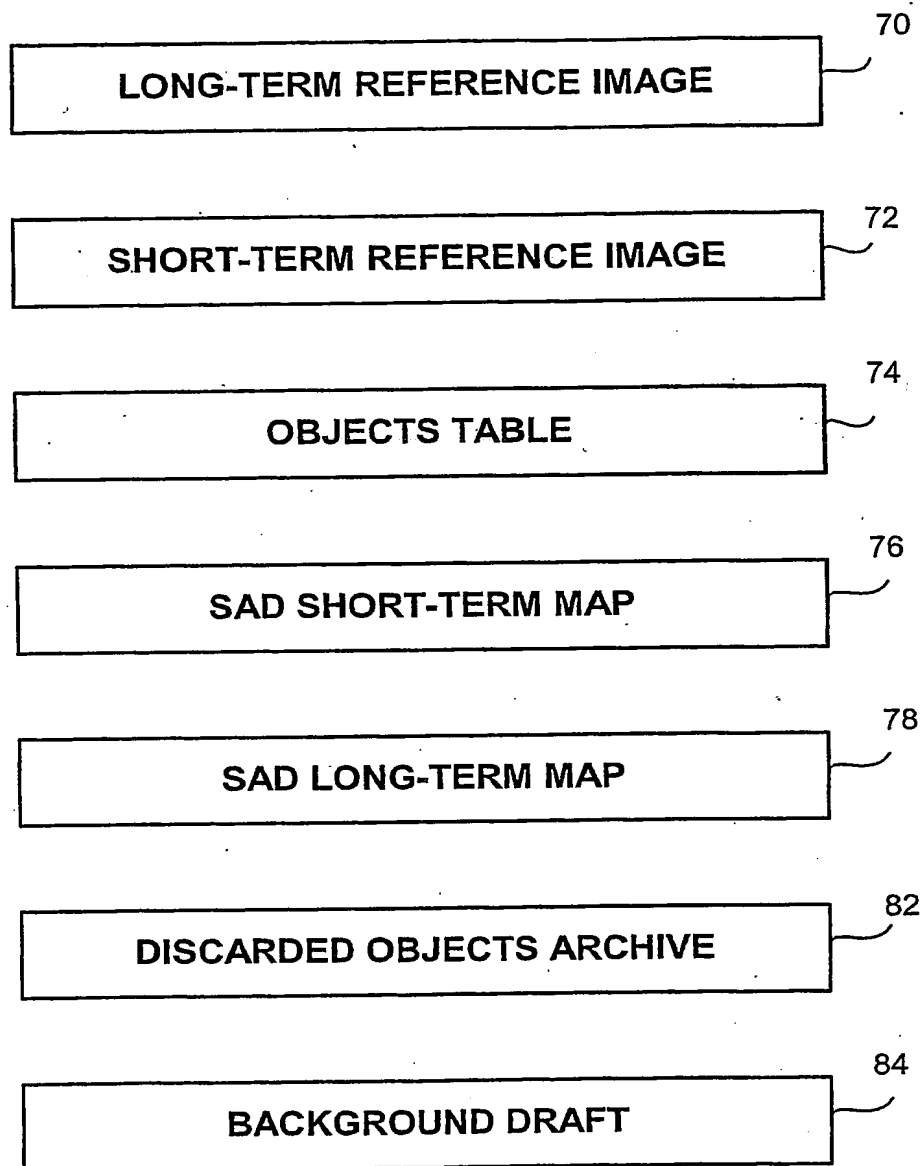 70
LONG-TERM REFERENCE IMAGE
72
SHORT-TERM REFERENCE IMAGE
74
OBJECTS TABLE
76
SAD SHORT-TERM MAP
78
SAD LONG-TERM MAP
82
DISCARDED OBJECTS ARCHIVE
84
BACKGROUND DRAFT